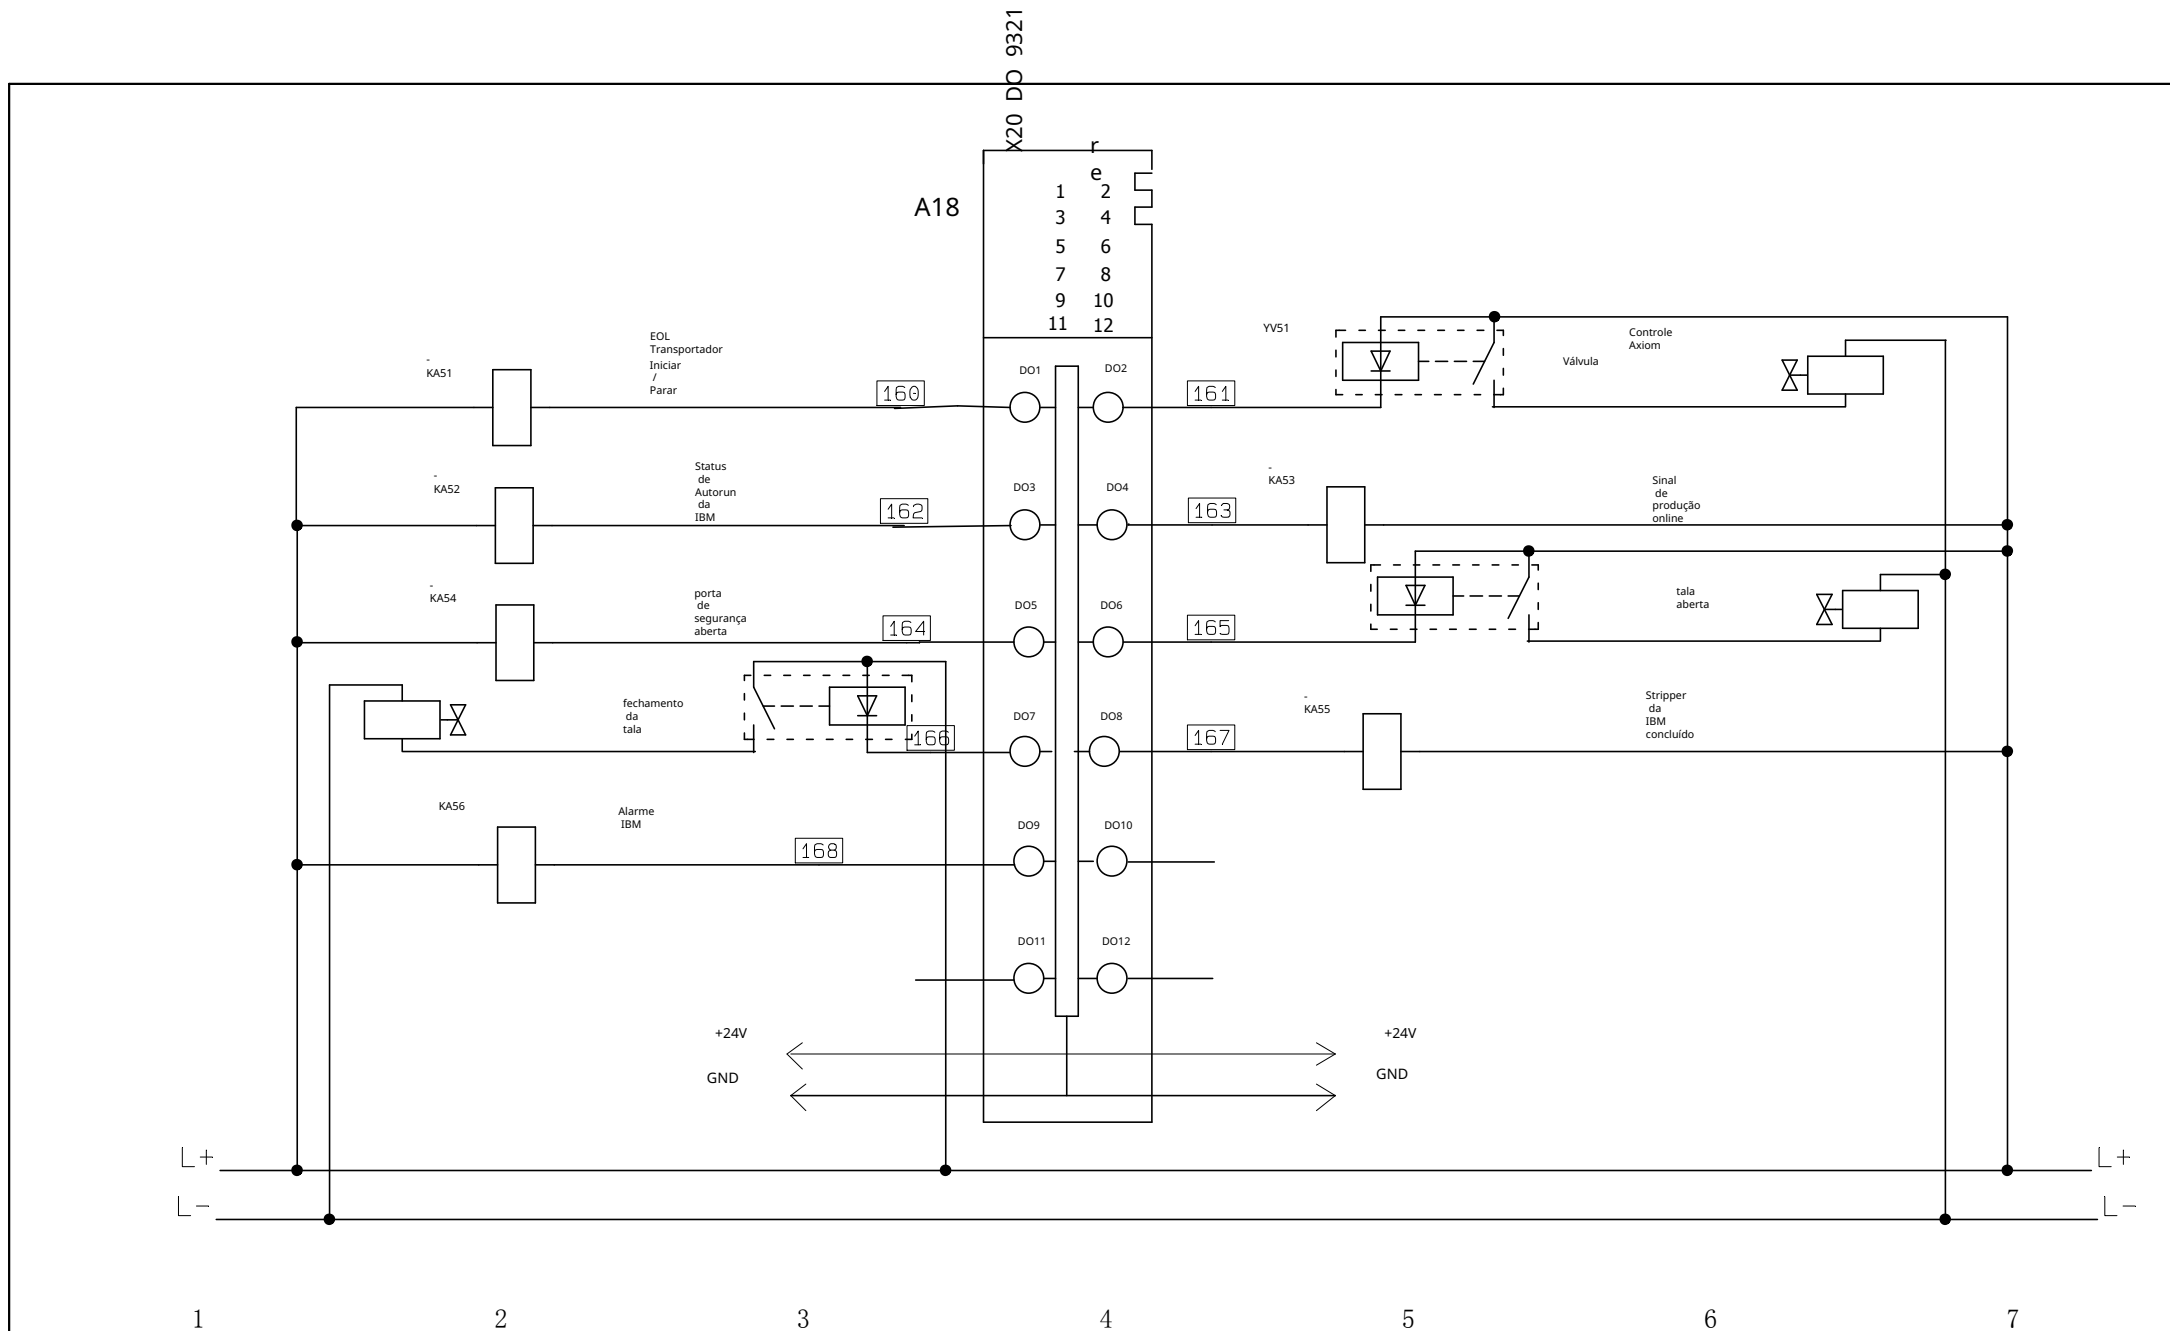 X20 DO 9321
r
e
A18
1 2
3 4
5 6
7 8
9 10
11 12
-
KA51
EOL
Transportador
Iniciar
/
Parar
160
DO1
DO2
161
YV51
Válvula
Controle
Axiom
-
KA52
Status
de
Autorun
da
IBM
162
DO3
DO4
163
-
KA53
Sinal
de
produção
online
-
KA54
porta
de
segurança
aberta
164
DO5
DO6
165
tala
aberta
fechamento
da
tala
166
DO7
DO8
167
-
KA55
Stripper
da
IBM
concluído
KA56
Alarme
IBM
168
DO9
DO10
DO11
DO12
+24V
+24V
GND
GND
L+
L+
L-
L-
1 2 3 4 5 6 7